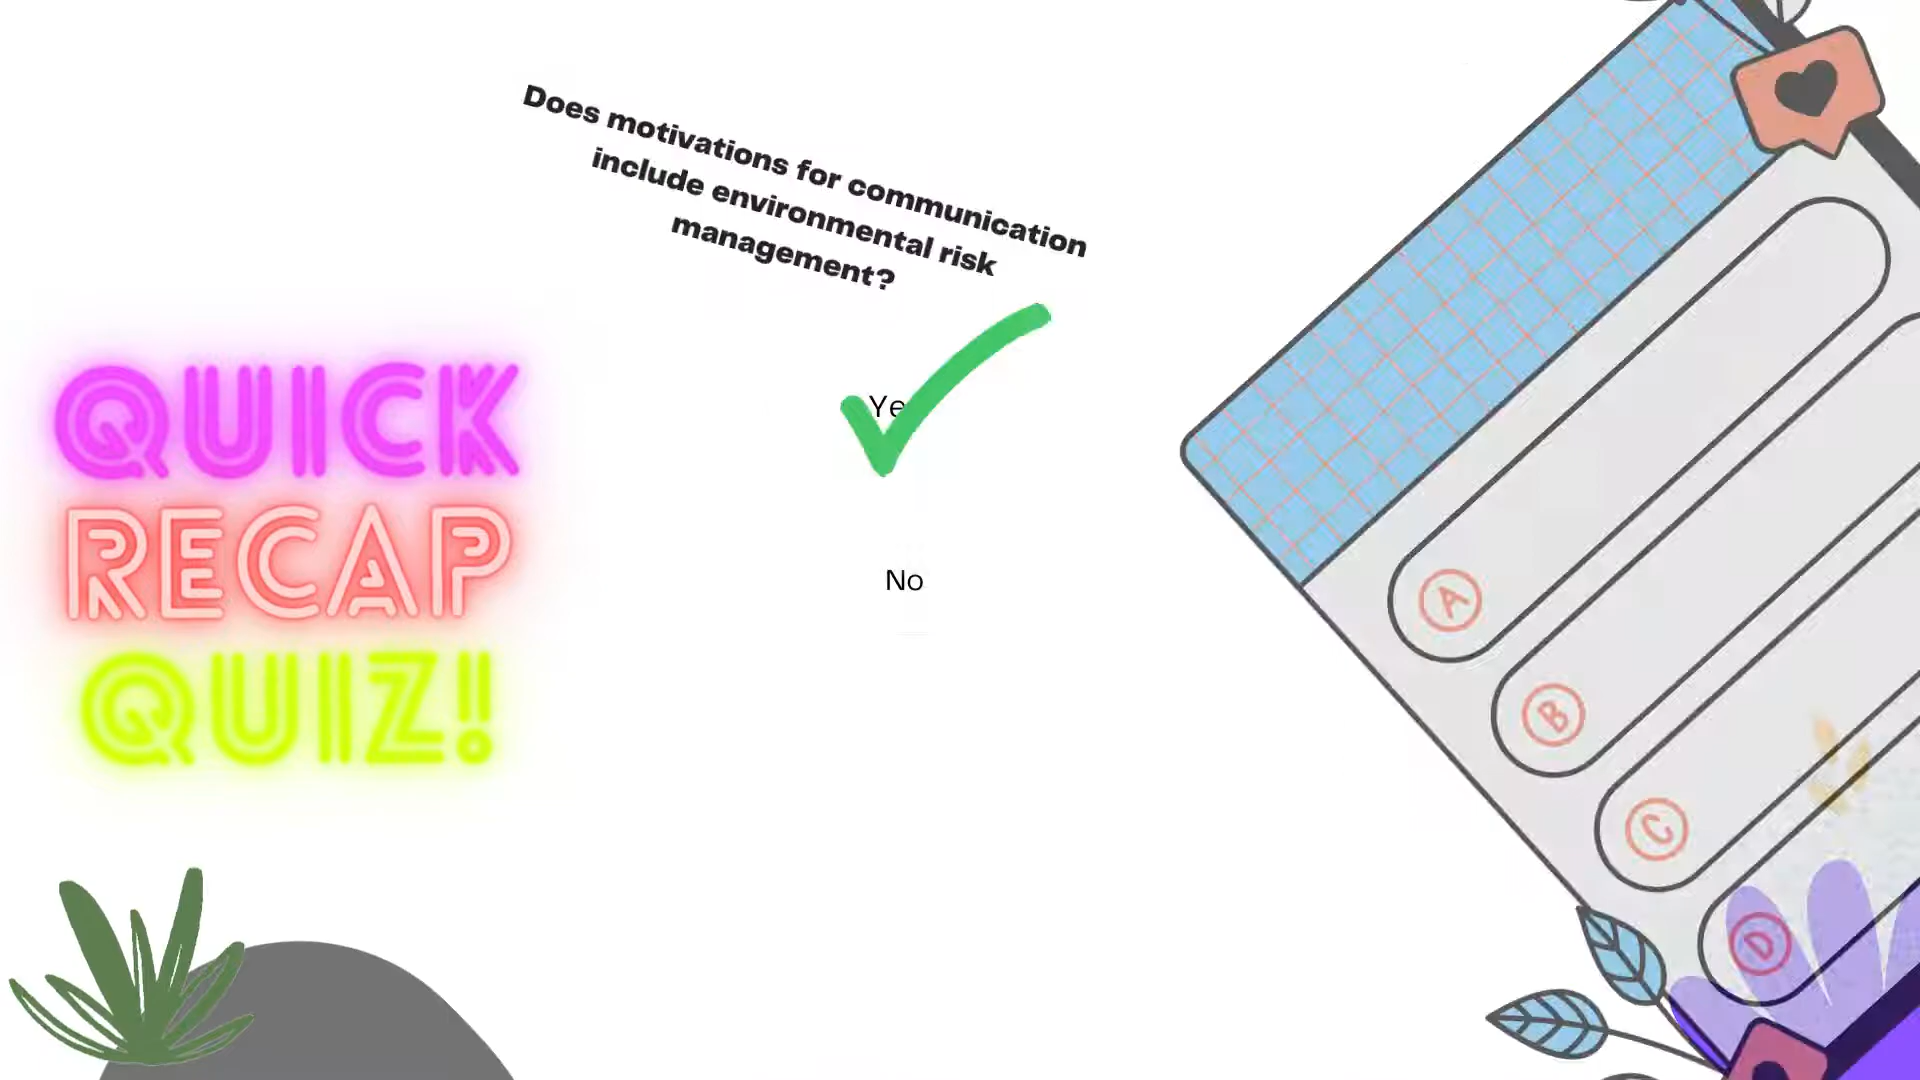 Does motivations for communication
include environmental risk
management?
QUICK
RECAP
QUIZ!
Ye
No
A
B
C
D